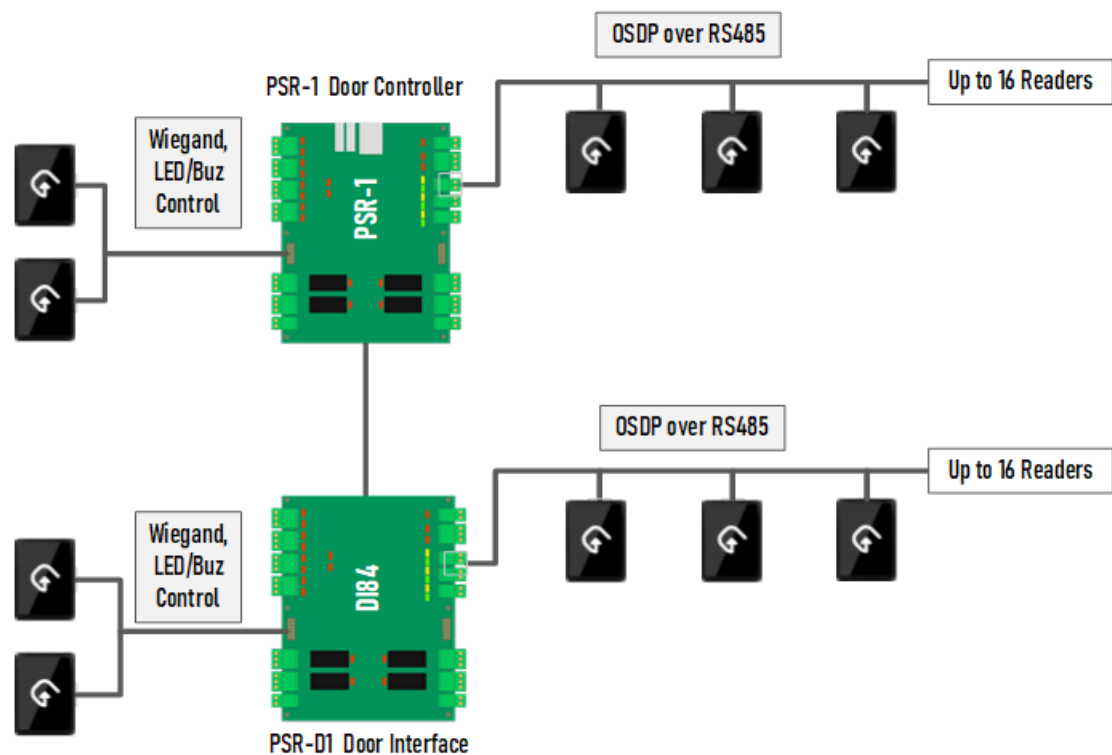 OSDP over RS485
PSR-1 Door Controller
Up to 16 Readers
Wiegand,
LED/Buz
Control
PSR-1
OSDP over RS485
Up to 16 Readers
Wiegand,
LED/Buz
Control
DI84
PSR-D1 Door Interface